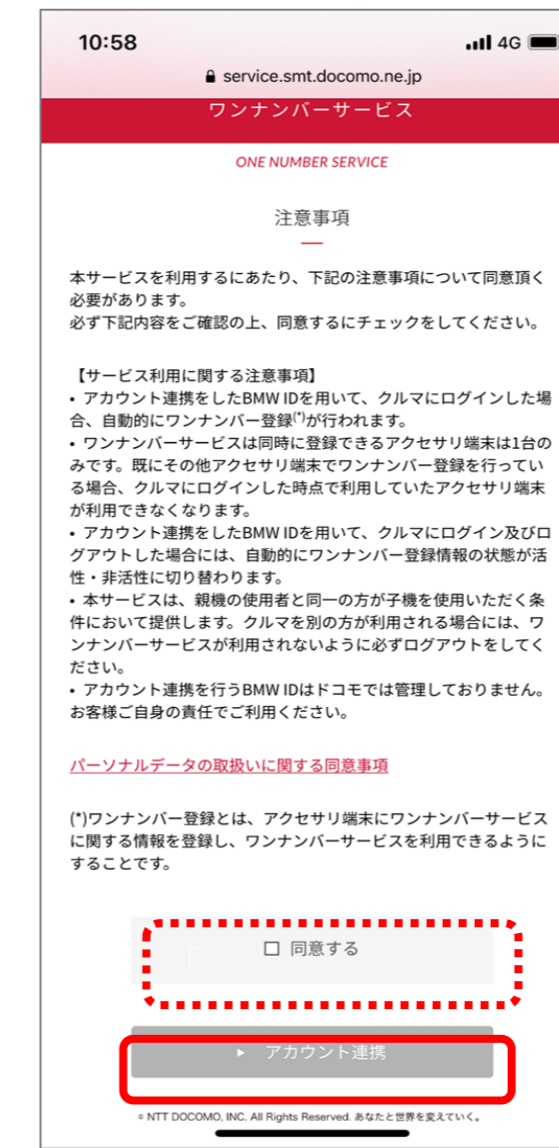 10:58
4G
service.smt.docomo.ne.jp
ワンナンバーサービス
ONE NUMBER SERVICE
注意事項
本サービスを利用するにあたり、下記の注意事項について同意頂く
必要があります。
必ず下記内容をご確認の上、同意するにチェックをしてください。
【サービス利用に関する注意事項】
• アカウント連携をしたBMW IDを用いて、クルマにログインした場
合、自動的にワンナンバー登録(*)が行われます。
• ワンナンバーサービスは同時に登録できるアクセサリ端末は1台の
みです。既にその他アクセサリ端末でワンナンバー登録を行ってい
る場合、クルマにログインした時点で利用していたアクセサリ端末
が利用できなくなります。
• アカウント連携をしたBMW IDを用いて、クルマにログイン及びロ
グアウトした場合には、自動的にワンナンバー登録情報の状態が活
性・非活性に切り替わります。
• 本サービスは、親機の使用者と同一の方が子機を使用いただく条
件において提供します。クルマを別の方が利用される場合には、ワ
ンナンバーサービスが利用されないように必ずログアウトをしてく
ださい。
• アカウント連携を行うBMW IDはドコモでは管理しておりません。
お客様ご自身の責任でご利用ください。
パーソナルデータの取扱いに関する同意事項
(*)ワンナンバー登録とは、アクセサリ端末にワンナンバーサービス
に関する情報を登録し、ワンナンバーサービスを利用できるように
することです。
同意する
アカウント連携
© NTT DOCOMO, INC. All Rights Reserved. あなたと世界を変えていく。